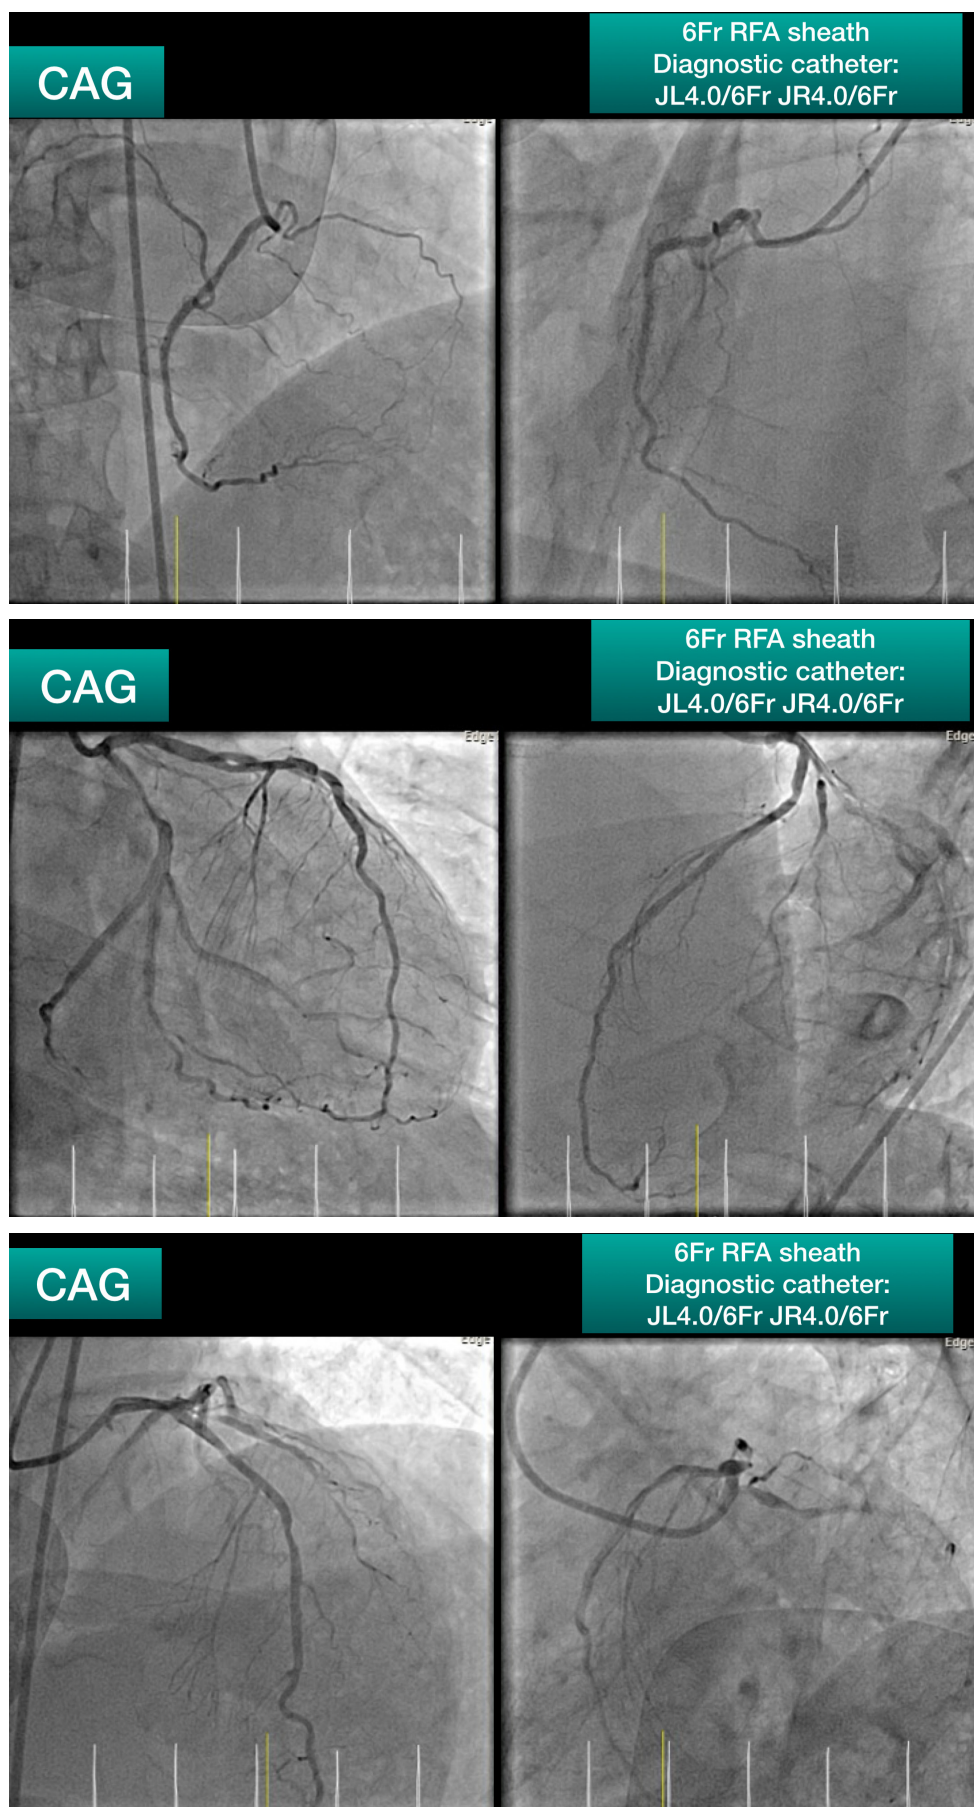 CAG
6Fr RFA sheath
Diagnostic catheter:
JL4.0/6Fr JR4.0/6Fr
CAG
6Fr RFA sheath
Diagnostic catheter:
JL4.0/6Fr JR4.0/6Fr
Edge
Edge
CAG
6Fr RFA sheath
Diagnostic catheter:
JL4.0/6Fr JR4.0/6Fr
Edge
Edge